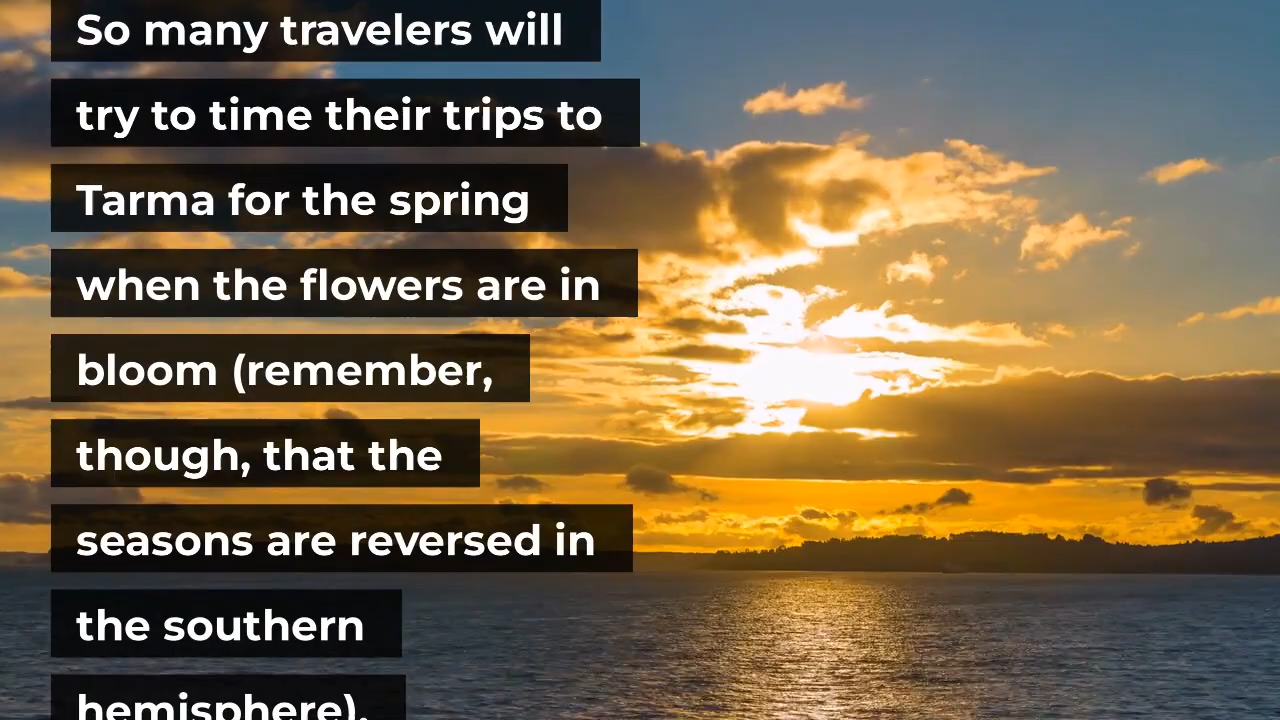 So many travelers will
try to time their trips to
Tarma for the spring
when the flowers are in
bloom (remember,
though, that the
seasons are reversed in
the southern
hemisphere).